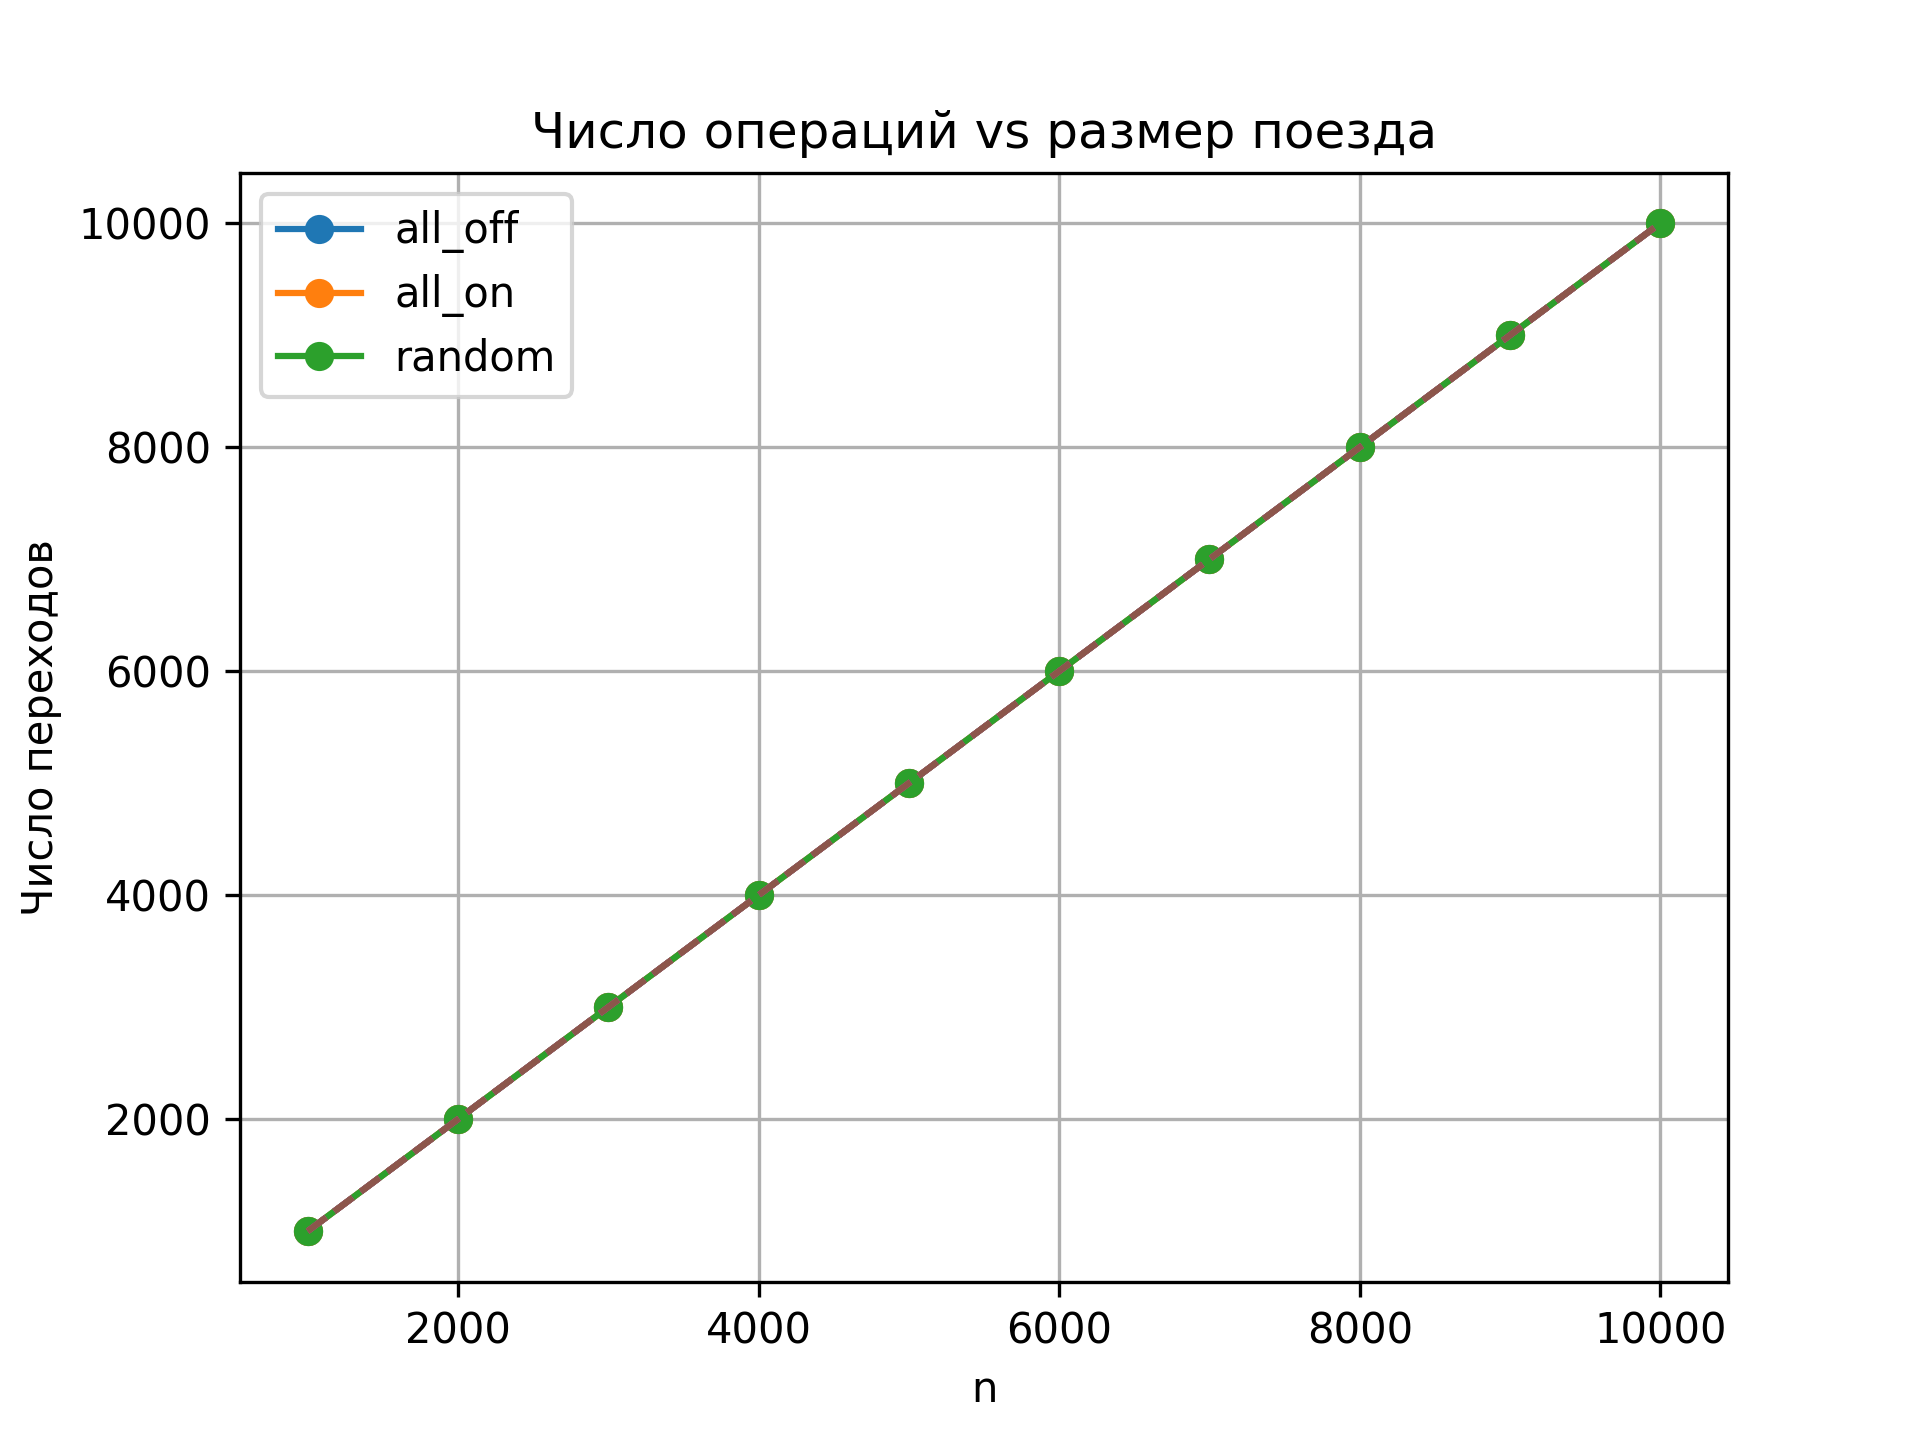 Число операций vs размер поезда
all_off
all_on
random
10000
8000
6000
4000
2000
Число переходов
2000 4000 6000 8000 10000
n